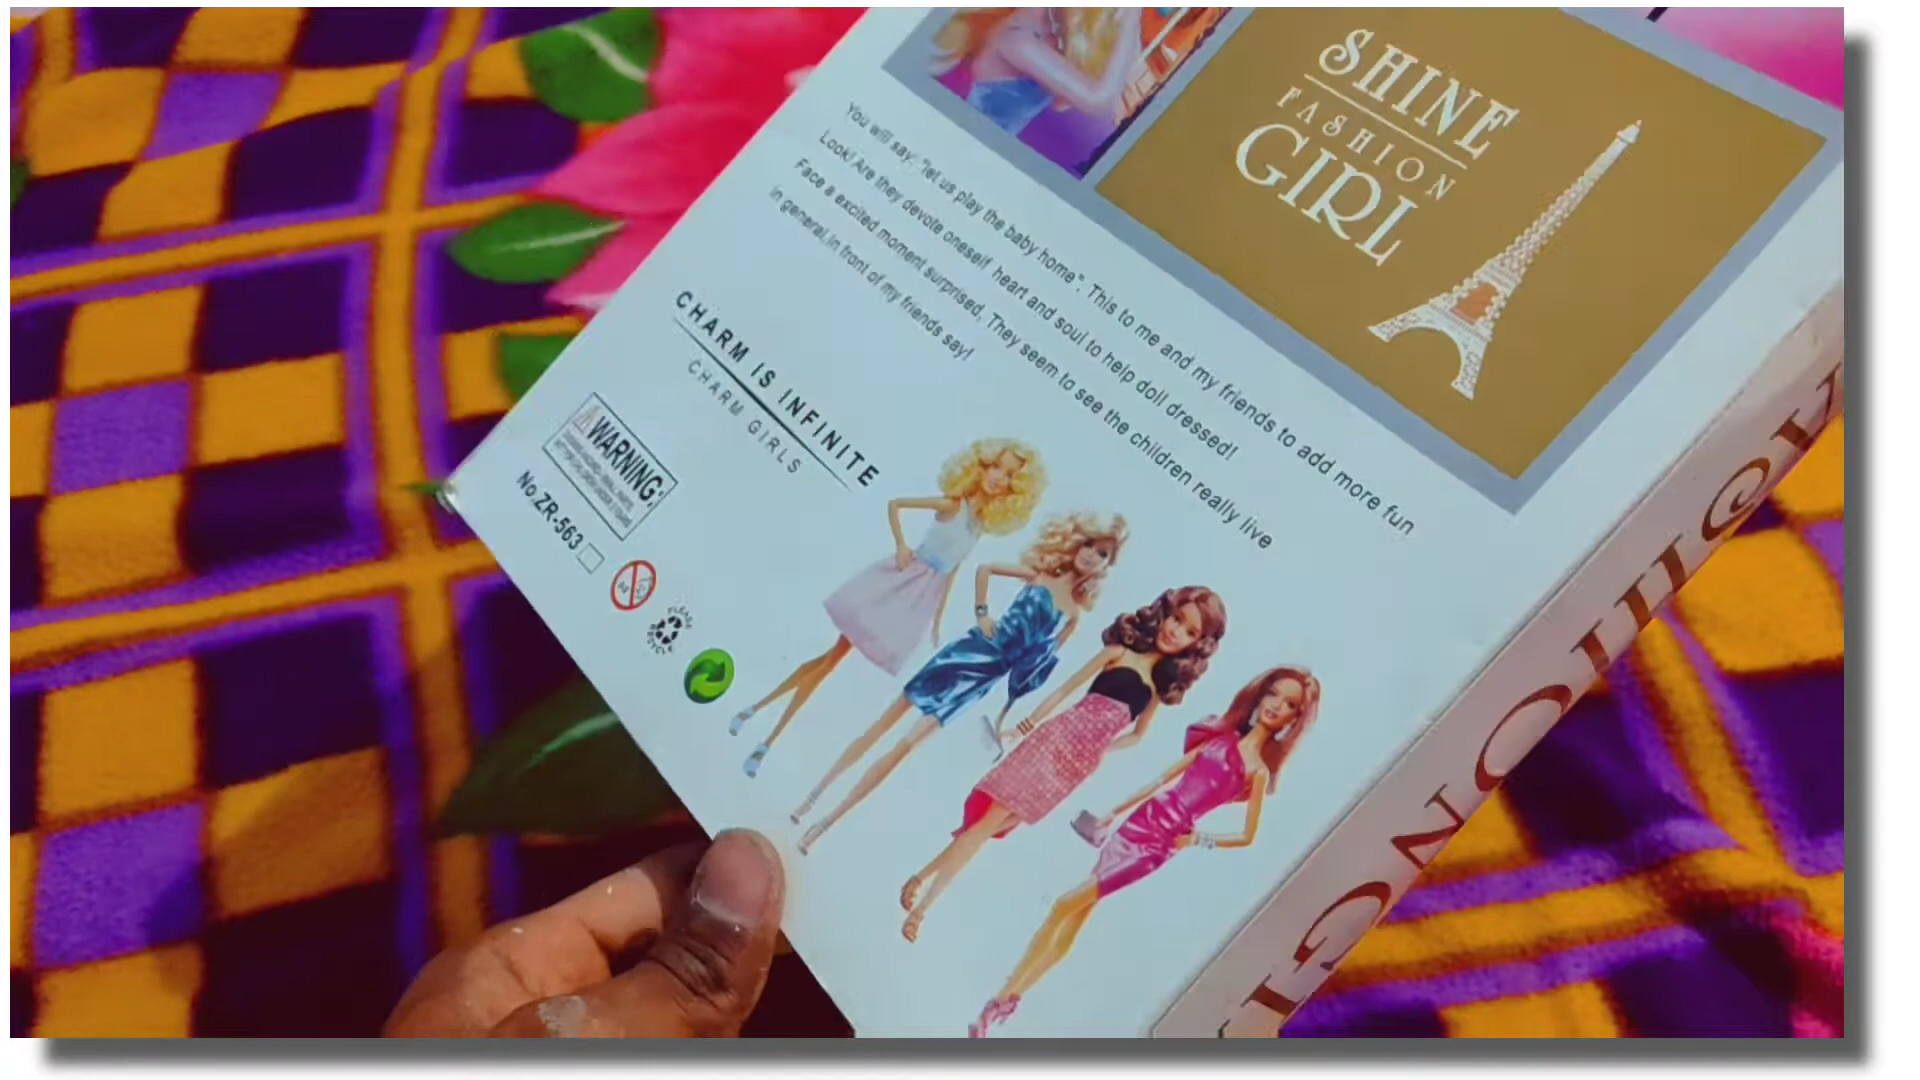 SHINE
FASHION
GIRL
You will say: "let us play the baby home". This to me and my friends to add more fun
Look! Are they devote oneself heart and soul to help doll dressed!
Face a excited moment surprised, They seem to see the children really live
in general,in front of my friends say!
CHARM IS INFINITE
CHARM GIRLS
WARNING:
No.ZR-563
CLEAR
RECYCLE